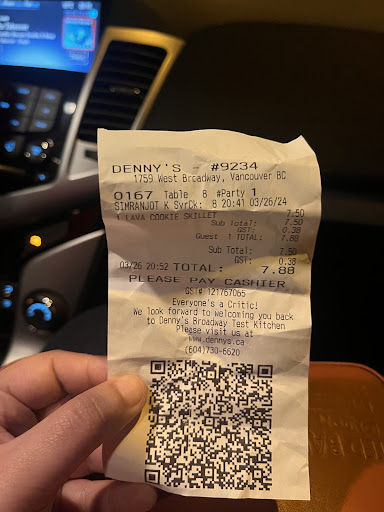 DENNY'S - #9234
1759 West Broadway, Vancouver BC
0167 Table 8 #Party 1
SIMRANJOT K SvrCk: 8 20:41 03/26/24
1 LAVA COOKIE SKILLET 7.50
Sub Total: 7.50
GST: 0.38
Guest 1 TOTAL: 7.88
Sub Total: 7.50
GST: 0.38
03/26 20:52 TOTAL: 7.88
PLEASE PAY CASHIER
GST# 121767065
Everyone's a Critic!
We look forward to welcoming you back
to Denny's Broadway Test Kitchen
Please visit us at
www.dennys.ca
(604)730-6620